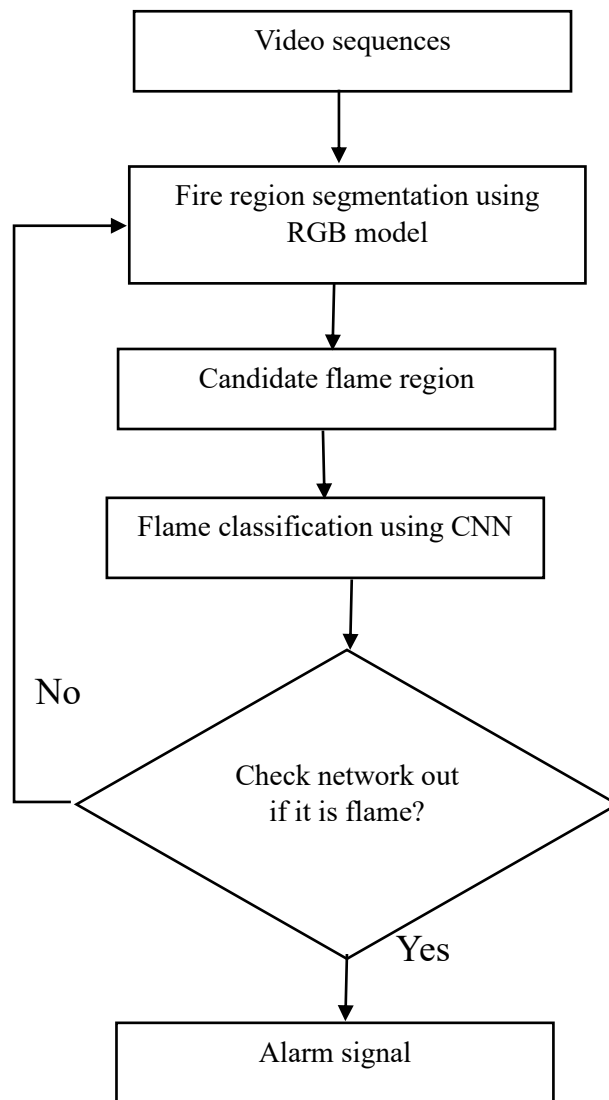 Video sequences
Fire region segmentation using
RGB model
Candidate flame region
Flame classification using CNN
No
Check network out
if it is flame?
Yes
Alarm signal